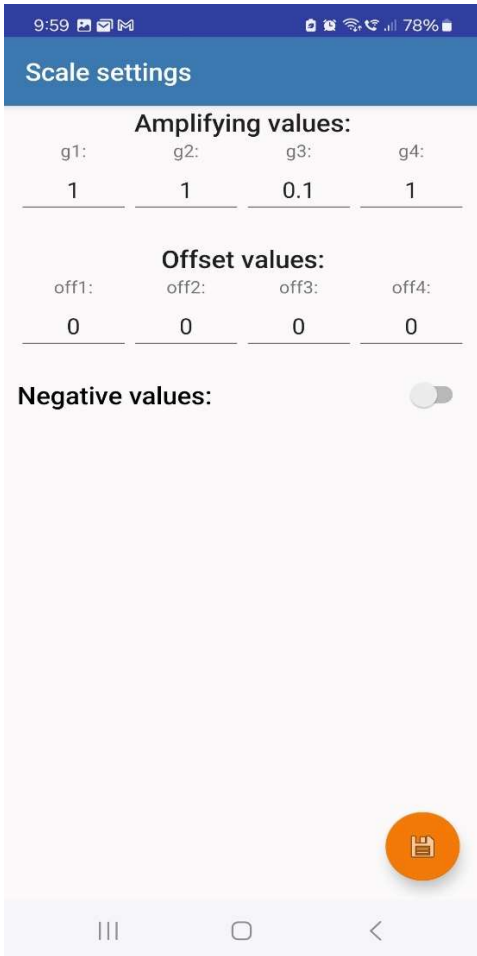 9:59 78%
Scale settings
Amplifying values:
g1: g2: g3: g4:
1 1 0.1 1
Offset values:
off1: off2: off3: off4:
0 0 0 0
Negative values: